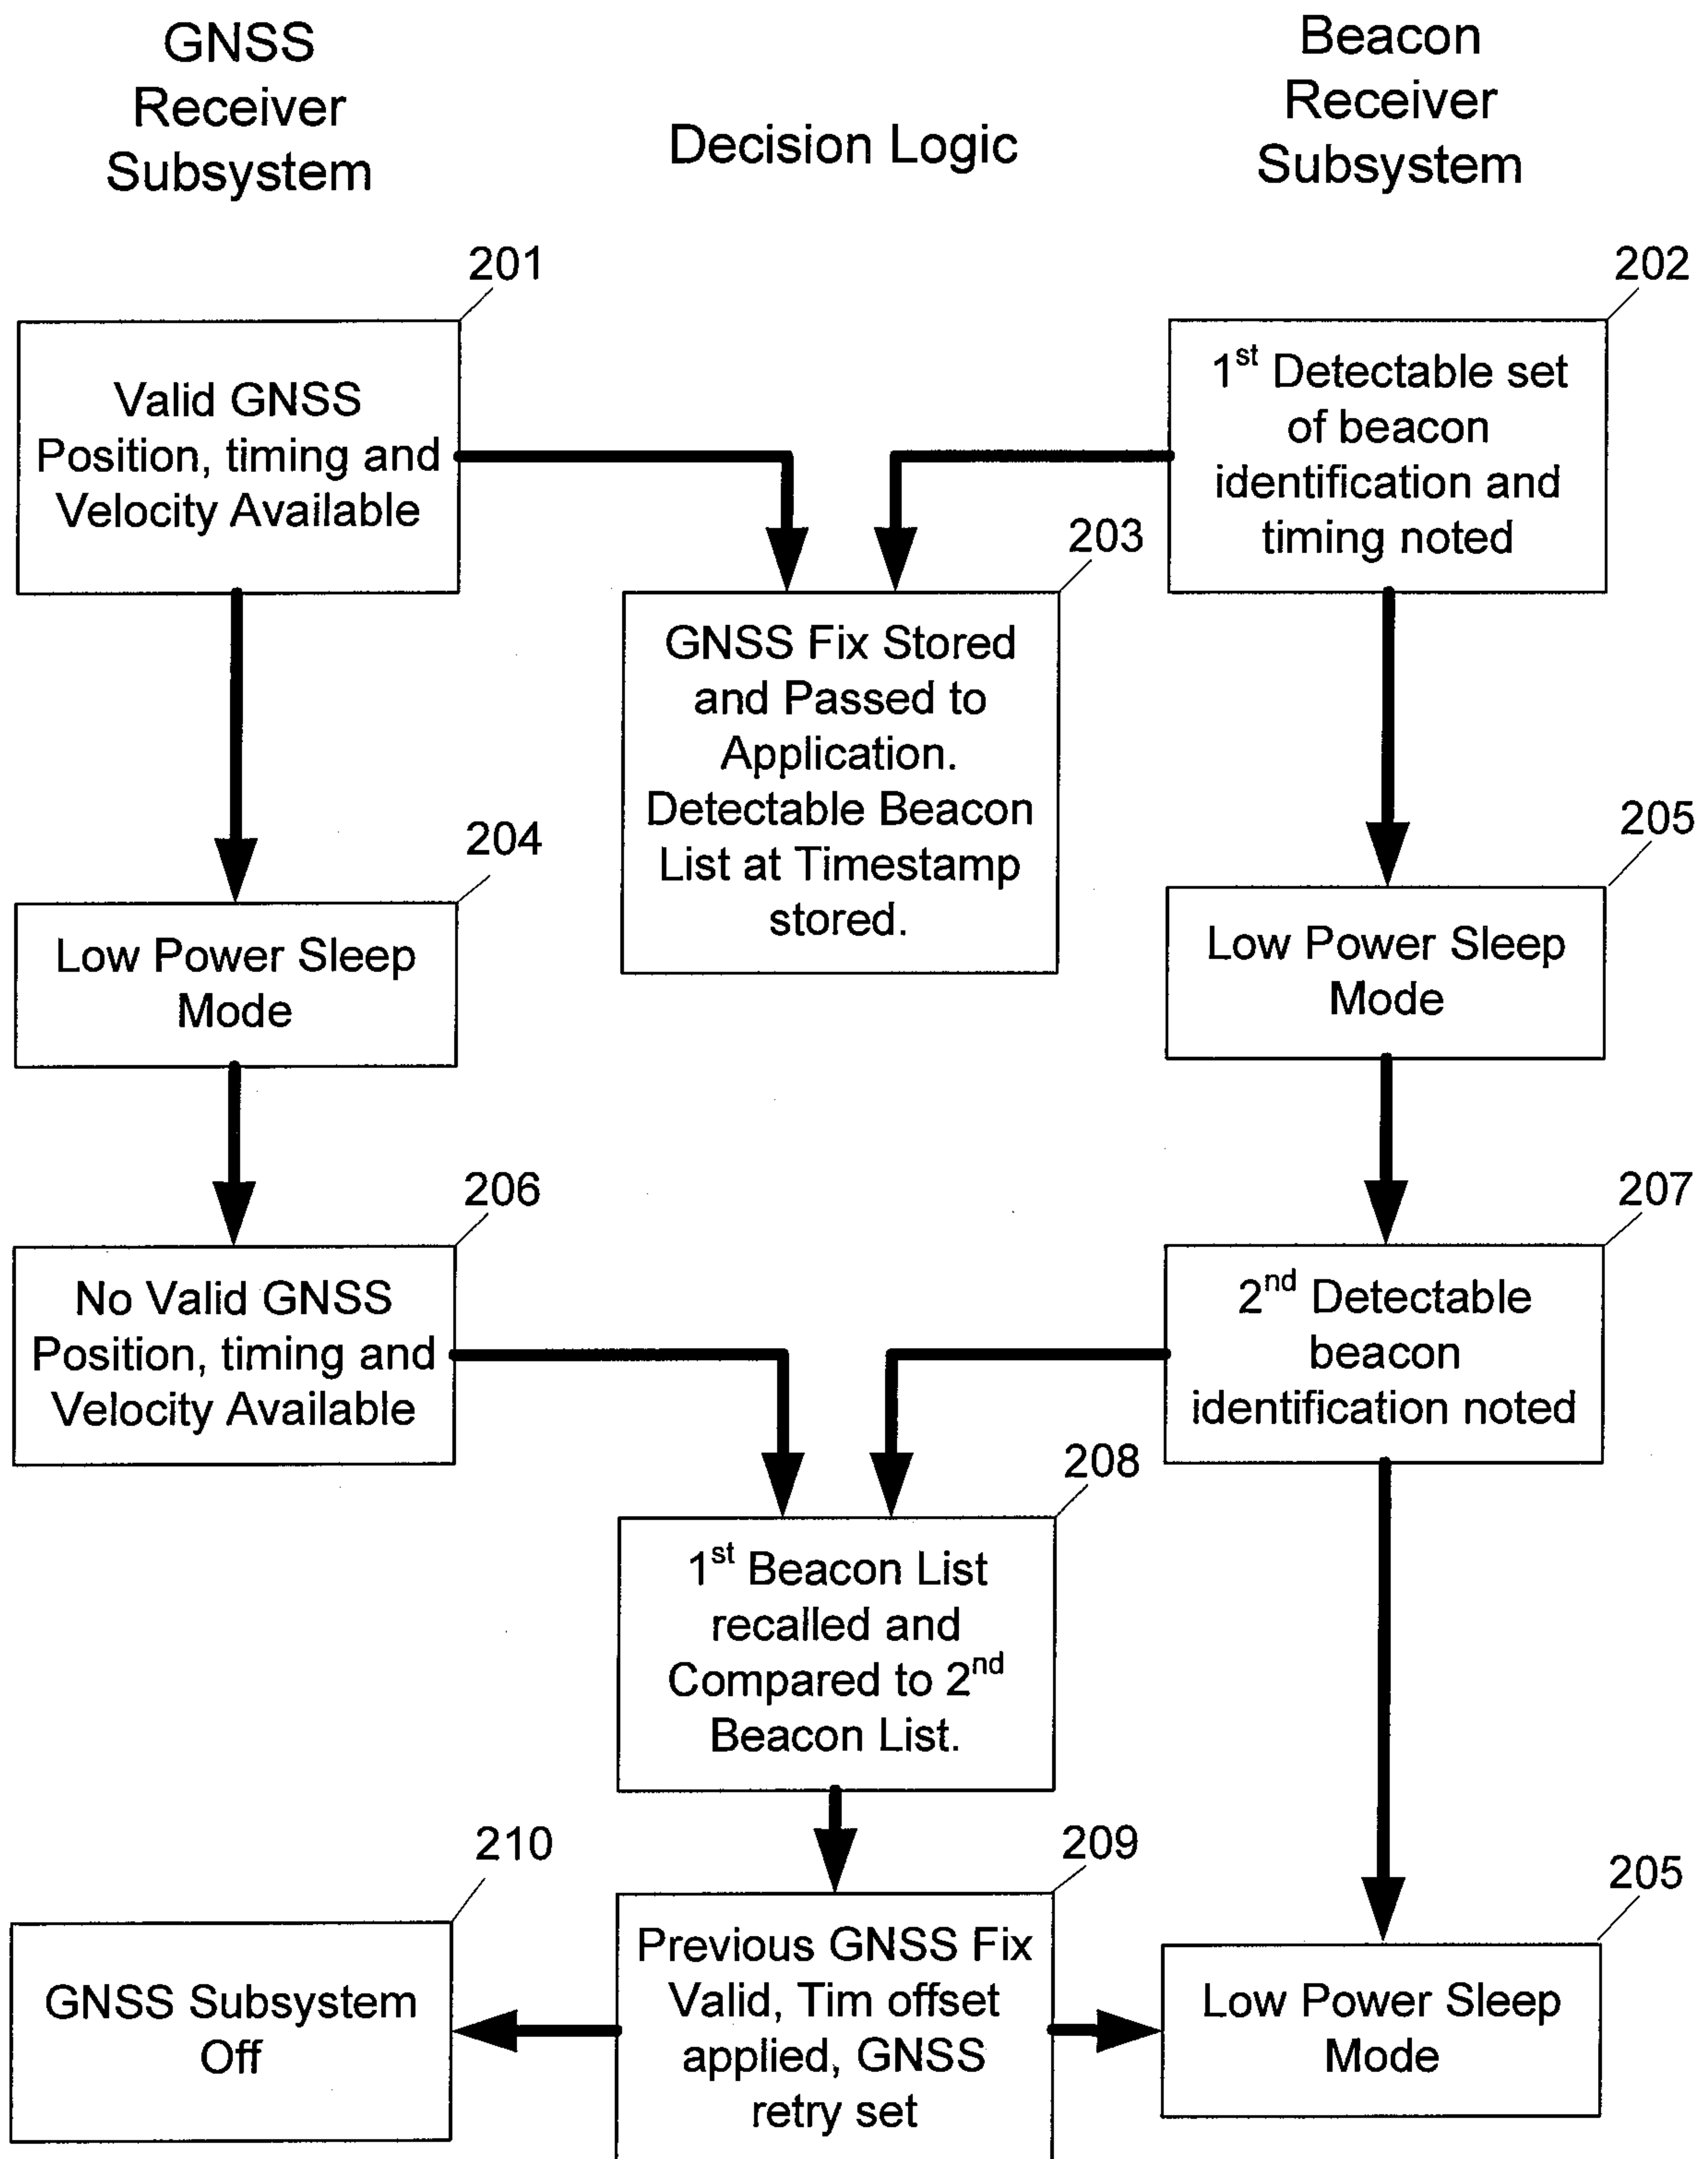 GNSS
Receiver
Subsystem
Decision Logic
Beacon
Receiver
Subsystem
201
Valid GNSS
Position, timing and
Velocity Available
202
1st Detectable set
of beacon
identification and
timing noted
203
GNSS Fix Stored
and Passed to
Application.
Detectable Beacon
List at Timestamp
stored.
204
Low Power Sleep
Mode
205
Low Power Sleep
Mode
206
No Valid GNSS
Position, timing and
Velocity Available
207
2nd Detectable
beacon
identification noted
208
1st Beacon List
recalled and
Compared to 2nd
Beacon List.
210
GNSS Subsystem
Off
209
Previous GNSS Fix
Valid, Tim offset
applied, GNSS
retry set
205
Low Power Sleep
Mode